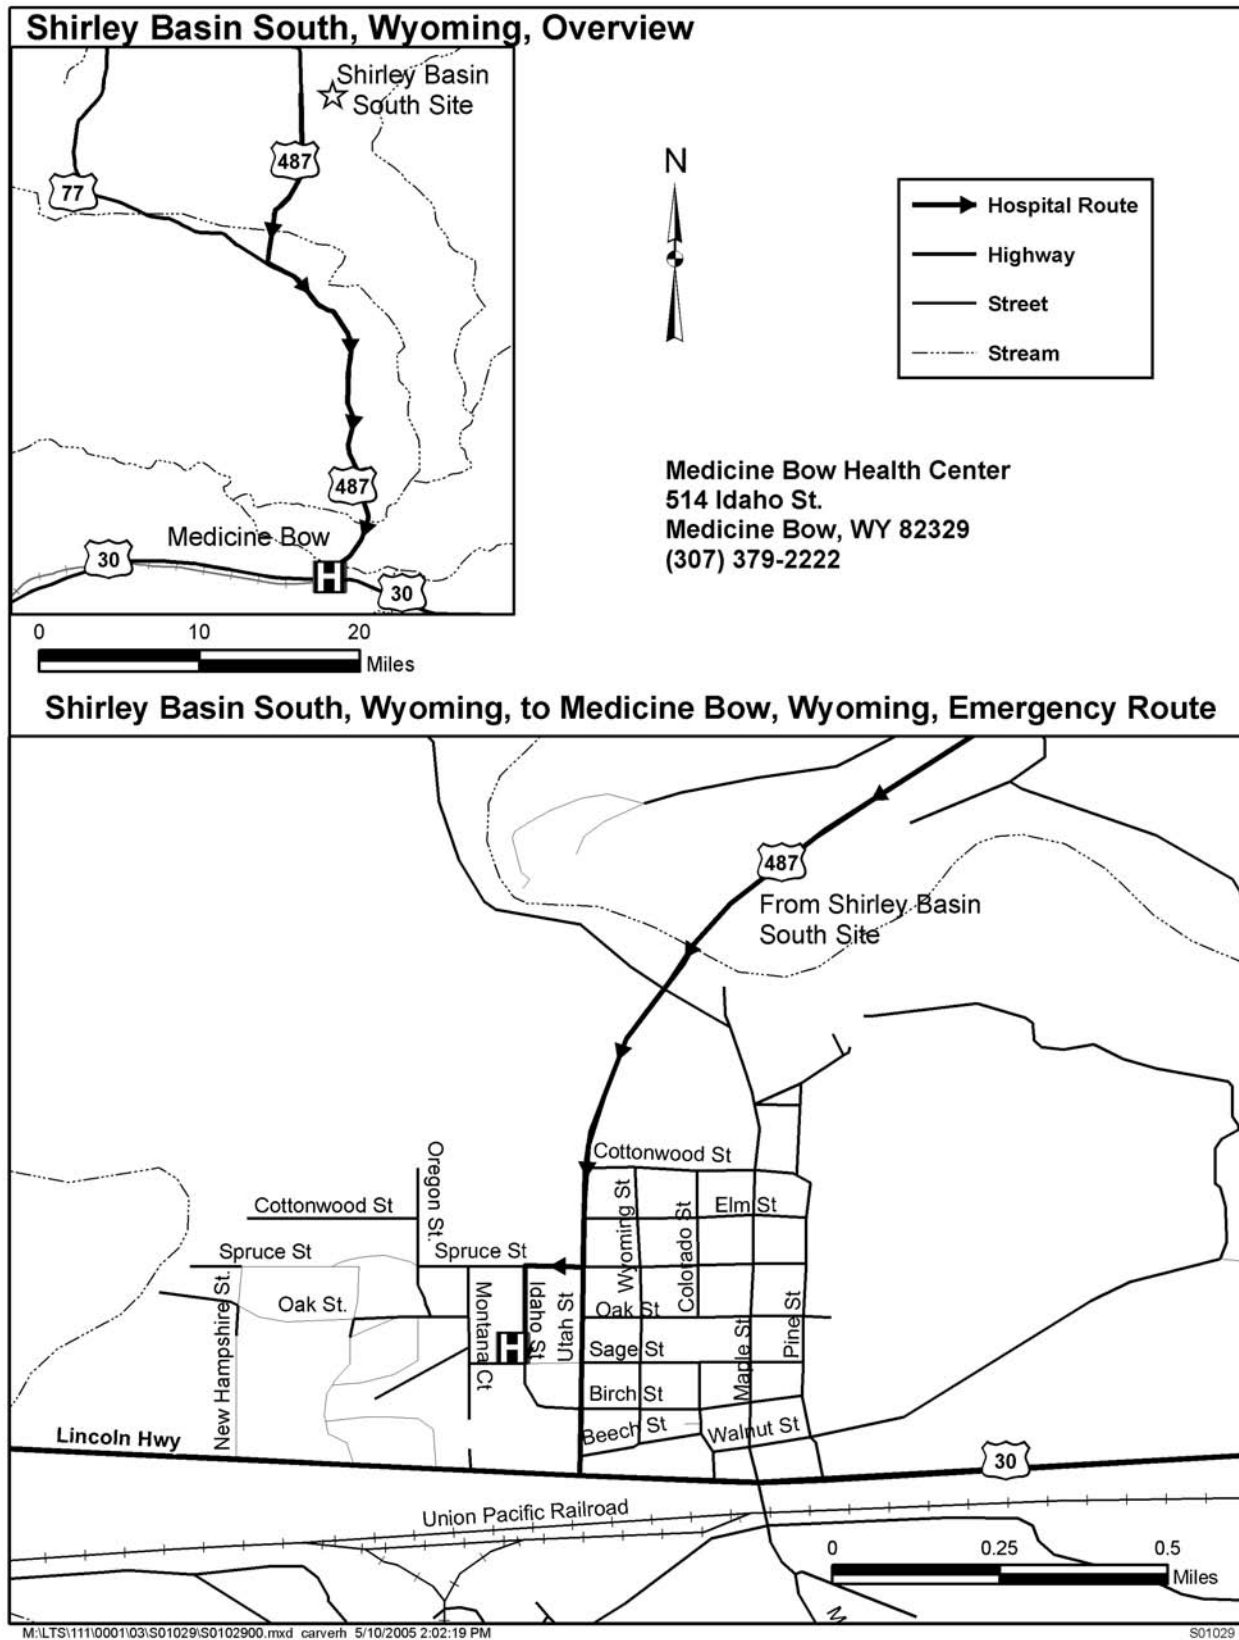 Shirley Basin South, Wyoming, Overview
Shirley Basin
South Site
487
77
487
Medicine Bow
30
H
30
0 10 20
Miles
N
Hospital Route
Highway
Street
Stream
Medicine Bow Health Center
514 Idaho St.
Medicine Bow, WY 82329
(307) 379-2222
Shirley Basin South, Wyoming, to Medicine Bow, Wyoming, Emergency Route
487
From Shirley Basin
South Site
Cottonwood St
Oregon St.
Cottonwood St
Wyoming St
Colorado St
Elm St
Spruce St
Spruce St
New Hampshire St.
Oak St.
Montana Ct
Idaho St
Utah St
Oak St
Maple St
Pine St
H
Sage St
Birch St
Beech St
Walnut St
Lincoln Hwy
30
Union Pacific Railroad
0 0.25 0.5
Miles
M
M:\LTS\111\0001\03\S01029\S0102900.mxd carverh 5/10/2005 2:02:19 PM
S01029